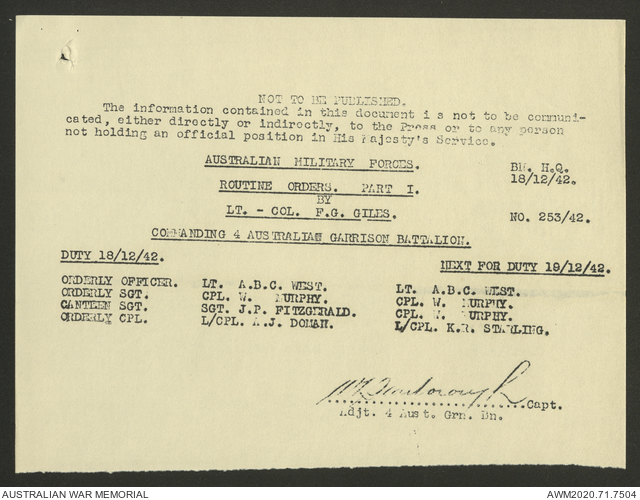 NOT TO BE PUBLISHED.
The information contained in this document i s not to be communi-
cated, either directly or indirectly, to the Press or to any person
not holding an official position in His Majesty's Service.
AUSTRALIAN MILITARY FORCES. BN. H.Q.
ROUTINE ORDERS. PART I. 18/12/42.
BY
LT. - COL. F.G. GILES. NO. 253/42.
COMMANDING 4 AUSTRALIAN GARRISON BATTALION.
DUTY 18/12/42. NEXT FOR DUTY 19/12/42.
ORDERLY OFFICER. LT. A.B.C. WEST. LT. A.B.C. WEST.
ORDERLY SGT. CPL. W. MURPHY. CPL. W. MURPHY.
CANTEEN SGT. SGT. J.P. FITZGERALD. CPL. W. MURPHY.
ORDERLY CPL. L/CPL. A.J. DOMAN. L/CPL. K.R. STARLING.
Capt.
Adjt. 4 Aust. Grn. Bn.
AUSTRALIAN WAR MEMORIAL AWM2020.71.7504